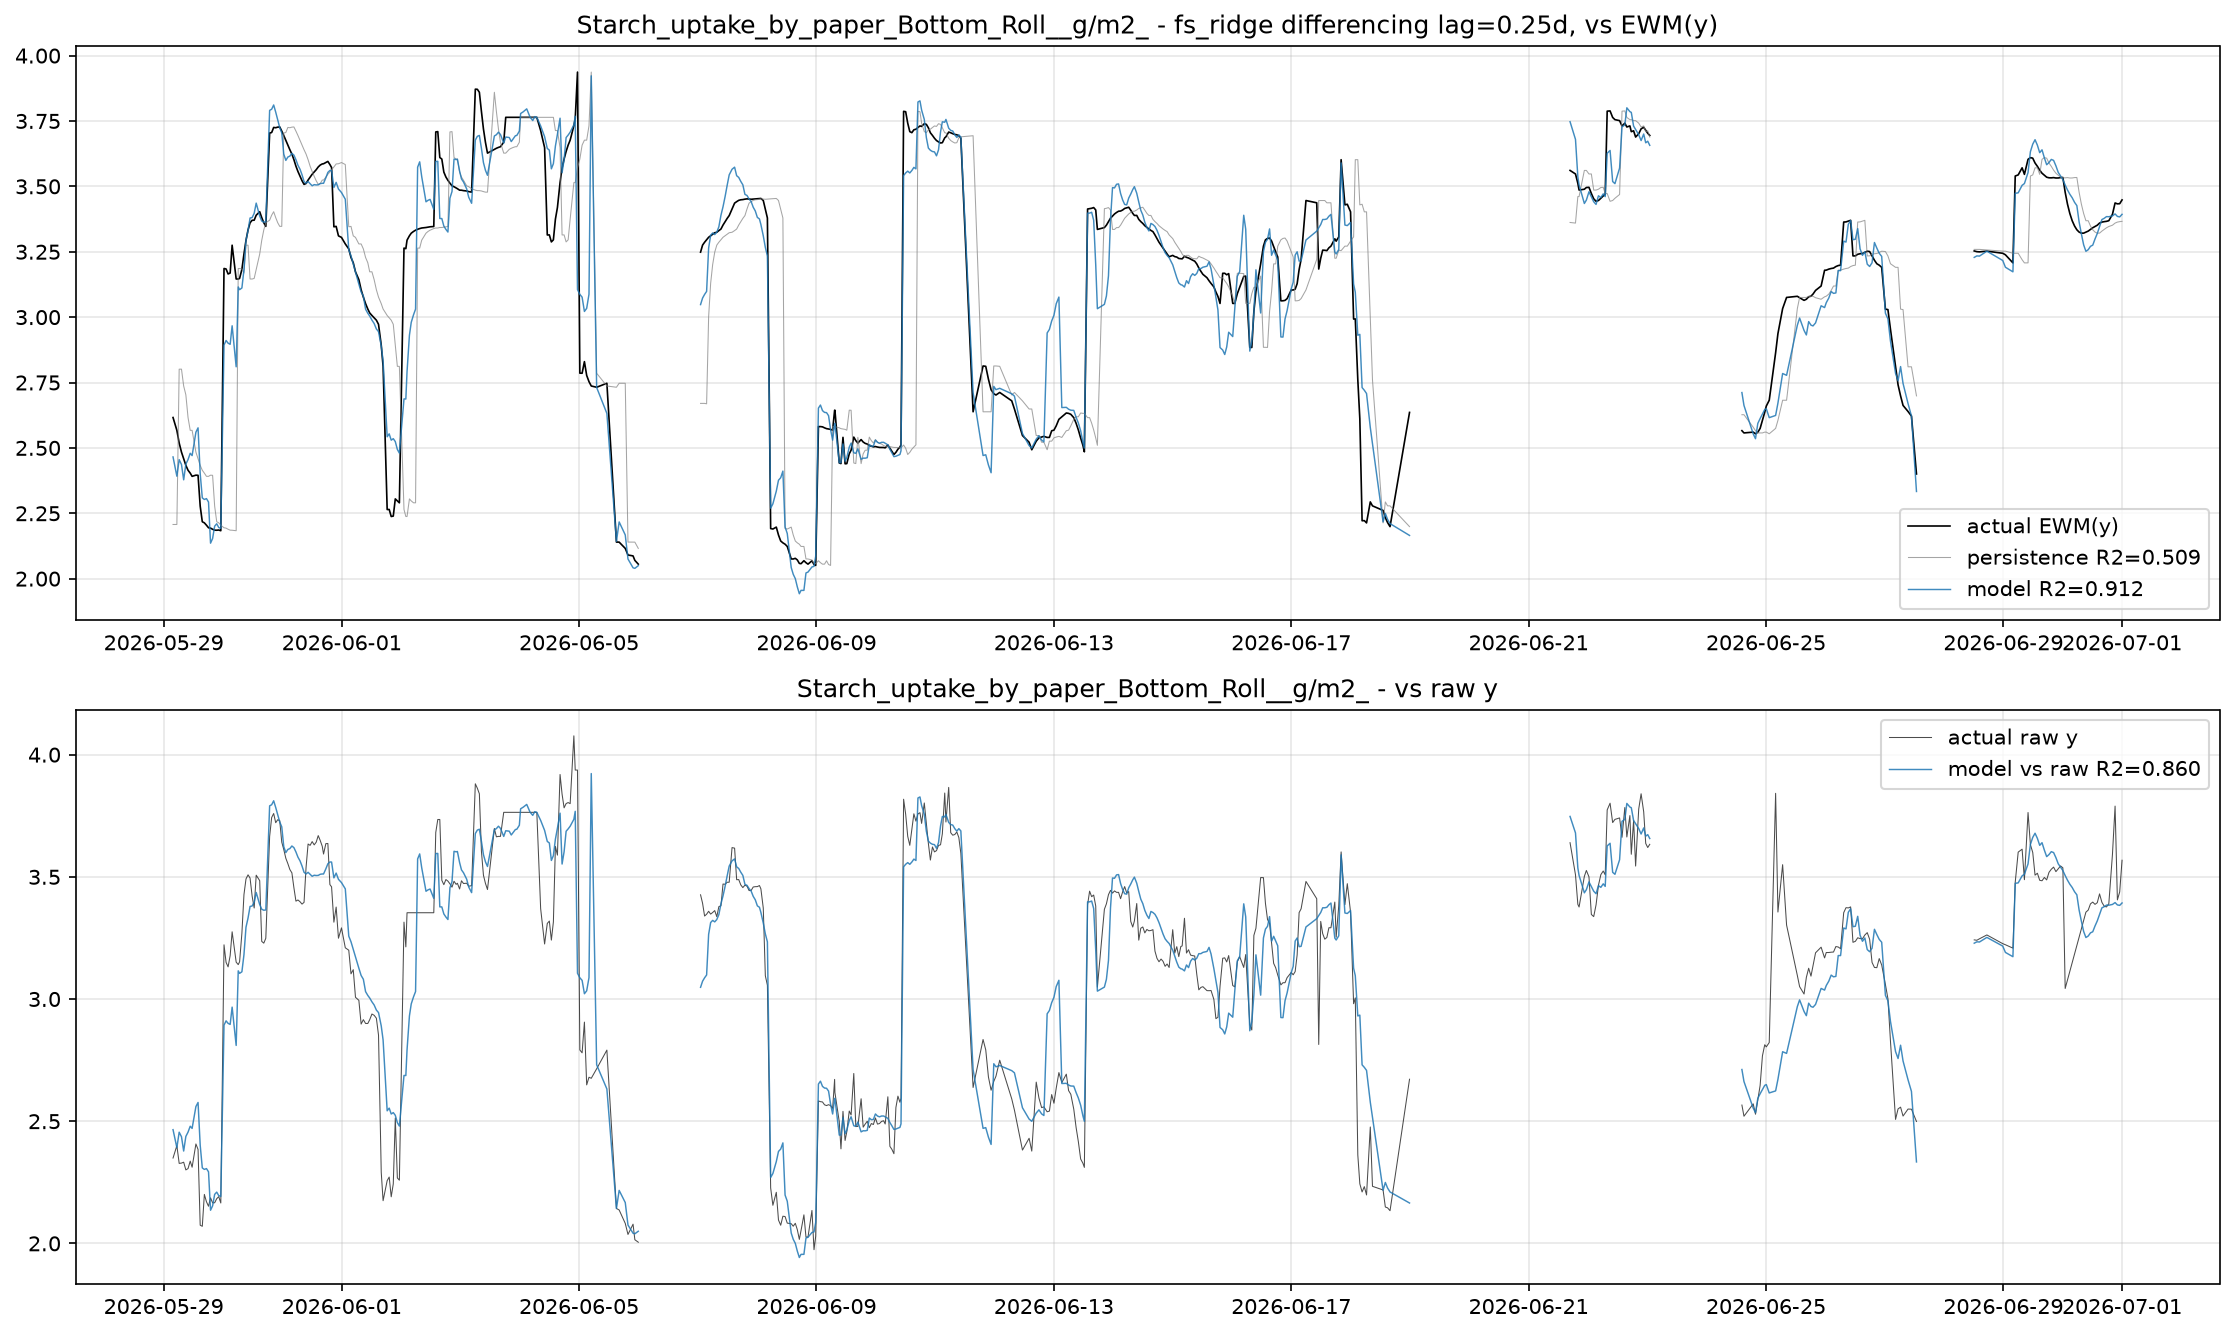 Starch_uptake_by_paper_Bottom_Roll__g/m2_ - fs_ridge differencing lag=0.25d, vs EWM(y)
4.00
3.75
3.50
3.25
3.00
2.75
2.50
2.25
2.00
actual EWM(y)
persistence R2=0.509
model R2=0.912
2026-05-29 2026-06-01 2026-06-05 2026-06-09 2026-06-13 2026-06-17 2026-06-21 2026-06-25 2026-06-29 2026-07-01
Starch_uptake_by_paper_Bottom_Roll__g/m2_ - vs raw y
actual raw y
model vs raw R2=0.860
4.0
3.5
3.0
2.5
2.0
2026-05-29 2026-06-01 2026-06-05 2026-06-09 2026-06-13 2026-06-17 2026-06-21 2026-06-25 2026-06-29 2026-07-01